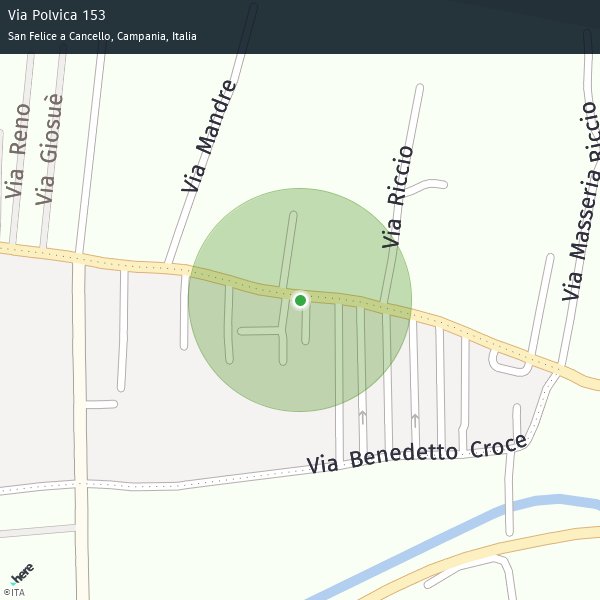 Via Polvica 153
San Felice a Cancello, Campania, Italia
Via Reno
Via Giosuè
Via Mandre
Via Riccio
Via Masseria Riccio
Via Benedetto Croce
here
©ITA